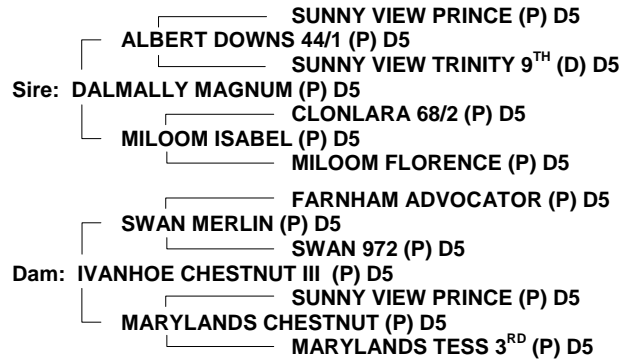 SUNNY VIEW PRINCE (P) D5
ALBERT DOWNS 44/1 (P) D5
SUNNY VIEW TRINITY 9TH (D) D5
Sire: DALMALLY MAGNUM (P) D5
CLONLARA 68/2 (P) D5
MILOOM ISABEL (P) D5
MILOOM FLORENCE (P) D5
FARNHAM ADVOCATOR (P) D5
SWAN MERLIN (P) D5
SWAN 972 (P) D5
Dam: IVANHOE CHESTNUT III (P) D5
SUNNY VIEW PRINCE (P) D5
MARYLANDS CHESTNUT (P) D5
MARYLANDS TESS 3RD (P) D5